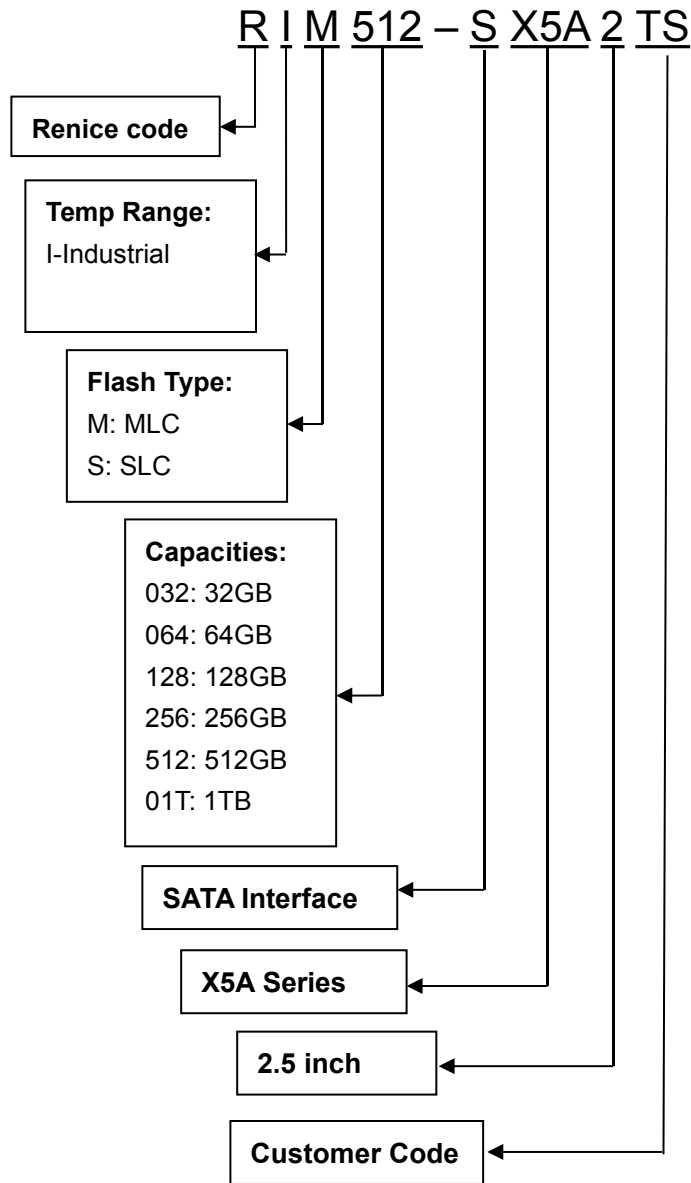 R I M 512 – S X5A 2 TS
Renice code
Temp Range:
I-Industrial
Flash Type:
M: MLC
S: SLC
Capacities:
032: 32GB
064: 64GB
128: 128GB
256: 256GB
512: 512GB
01T: 1TB
SATA Interface
X5A Series
2.5 inch
Customer Code